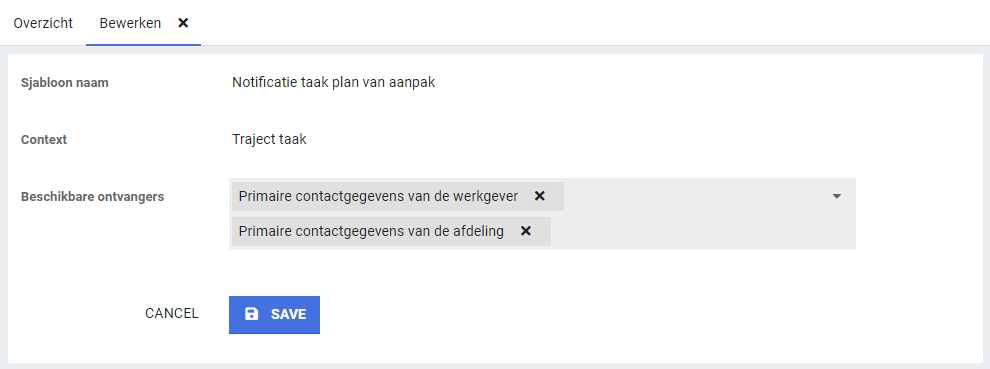 Overzicht Bewerken
Sjabloon naam Notificatie taak plan van aanpak
Context Traject taak
Beschikbare ontvangers Primaire contactgegevens van de werkgever
Primaire contactgegevens van de afdeling
CANCEL SAVE